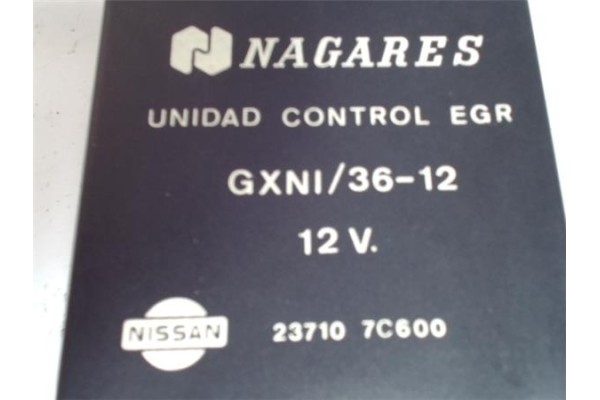 NAGARES
UNIDAD CONTROL EGR
GXNI/36-12
12 V.
NISSAN 23710 7C600